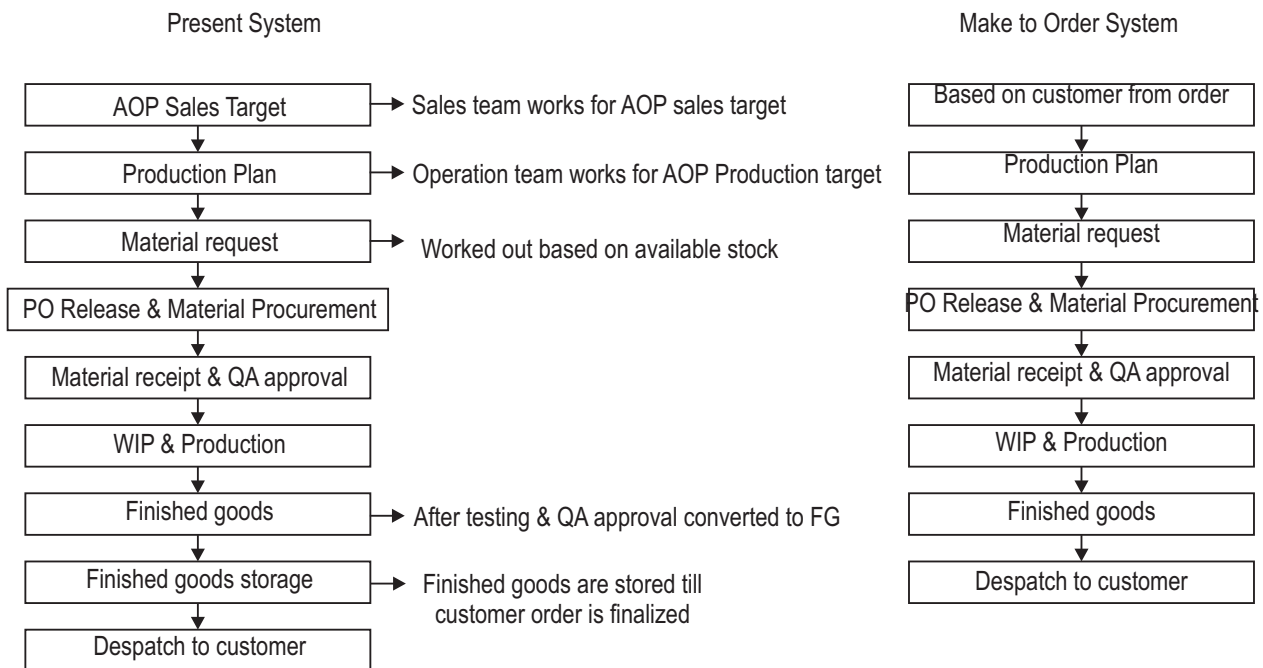 Present System
Make to Order System
AOP Sales Target
Sales team works for AOP sales target
Based on customer from order
Production Plan
Operation team works for AOP Production target
Production Plan
Material request
Worked out based on available stock
Material request
PO Release & Material Procurement
PO Release & Material Procurement
Material receipt & QA approval
Material receipt & QA approval
WIP & Production
WIP & Production
Finished goods
After testing & QA approval converted to FG
Finished goods
Finished goods storage
Finished goods are stored till
customer order is finalized
Despatch to customer
Despatch to customer